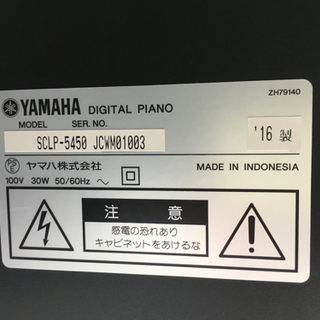 ZH79140
YAMAHA DIGITAL PIANO
MODEL SER. NO.
SCLP-5450 JCWM01003 '16 製
ヤマハ株式会社 MADE IN INDONESIA
100V 30W 50/60Hz
注 意
感電の恐れあり
キャビネットをあけるな